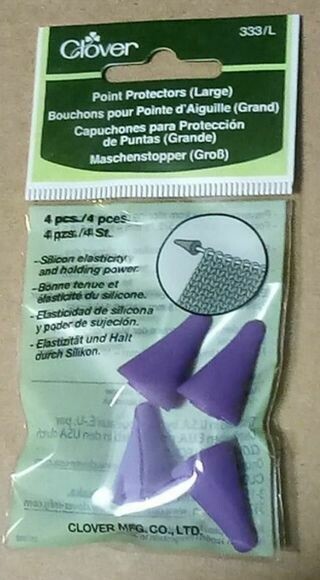 333/L
Clover
Point Protectors (Large)
Bouchons pour Pointe d'Aiguille (Grand)
Capuchones para Protección
de Puntas (Grande)
Maschenstopper (Groß)
4 pcs./4 pces.
4 pzs./4 St.
- Silicon elasticity
and holding power.
- Bonne tenue et
élasticité du silicone.
- Elasticidad de silicona
y poder de sujeción.
- Elastizität und Halt
durch Silikon.
CLOVER MFG. CO., LTD.